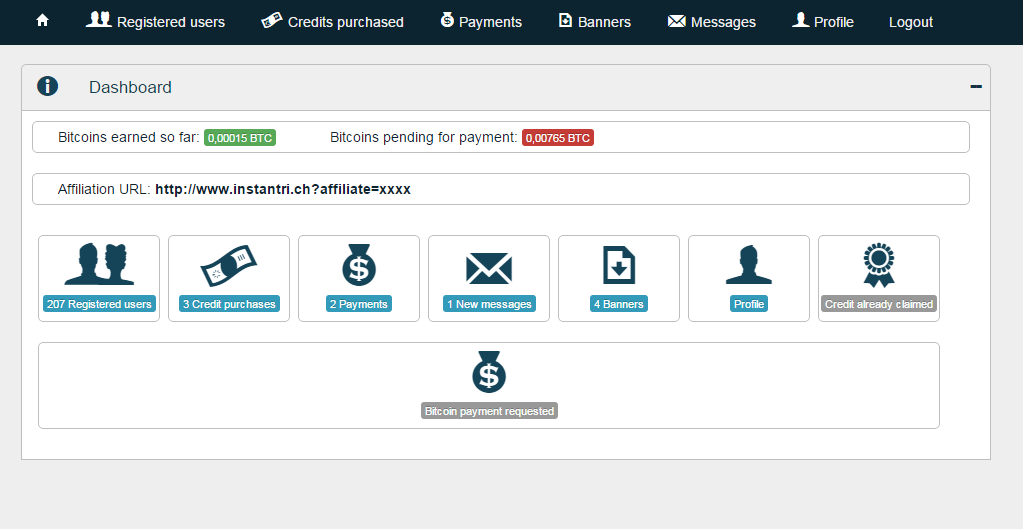 Registered users Credits purchased Payments Banners Messages Profile Logout
Dashboard
Bitcoins earned so far: 0,00015 BTC Bitcoins pending for payment: 0,00765 BTC
Affiliation URL: http://www.instantri.ch?affiliate=xxxx
207 Registered users 3 Credit purchases 2 Payments 1 New messages 4 Banners Profile Credit already claimed
Bitcoin payment requested